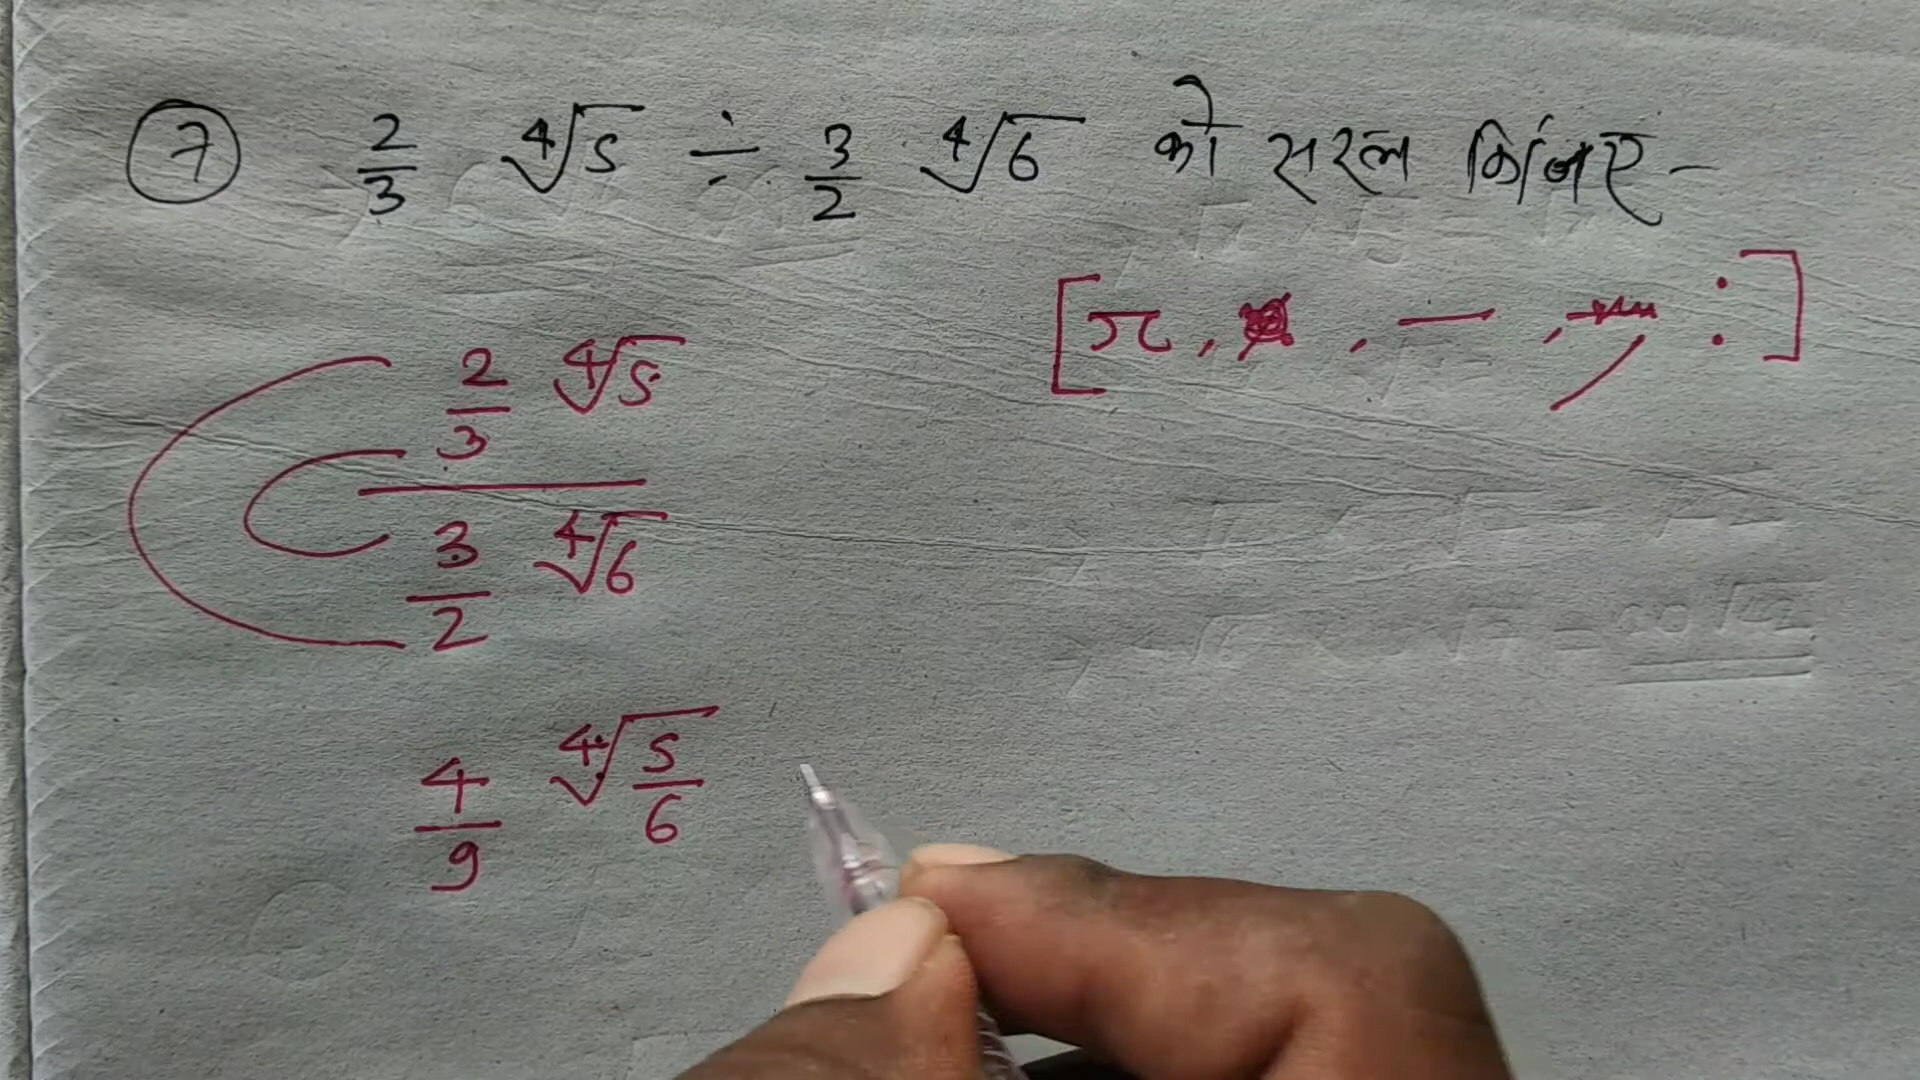 7 2/3 ⁴√5 ÷ 3/2 ⁴√6 को सरल किजिए-
[
2/3 ⁴√5
3/2 ⁴√6
4/9 ⁴√5/6